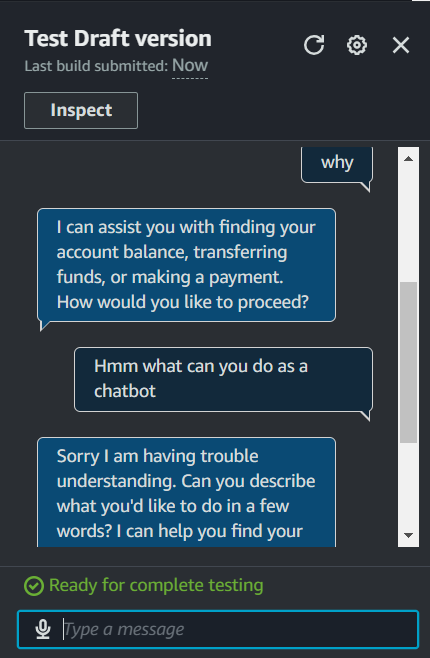 Test Draft version
Last build submitted: Now
Inspect
why
I can assist you with finding your
account balance, transferring
funds, or making a payment.
How would you like to proceed?
Hmm what can you do as a
chatbot
Sorry I am having trouble
understanding. Can you describe
what you'd like to do in a few
words? I can help you find your
Ready for complete testing
Type a message